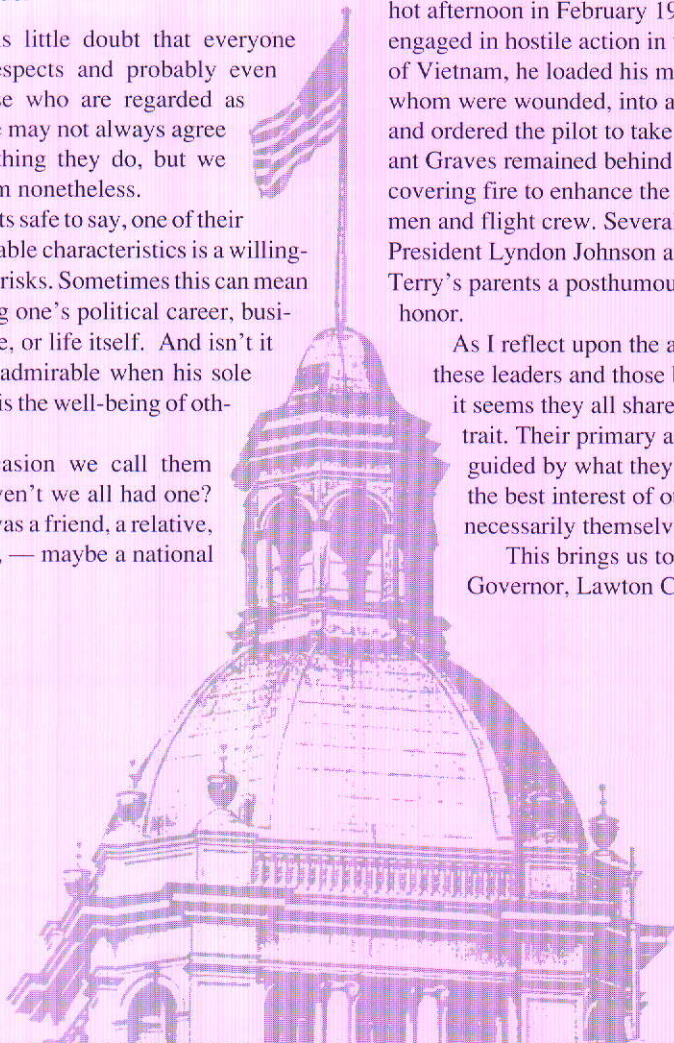 s little doubt that everyone
espects and probably even
se who are regarded as
e may not always agree
thing they do, but we
m nonetheless.
ts safe to say, one of their
able characteristics is a willing-
risks. Sometimes this can mean
g one's political career, busi-
e, or life itself. And isn't it
admirable when his sole
is the well-being of oth-
casion we call them
ven't we all had one?
was a friend, a relative,
, — maybe a national
hot afternoon in February 19
engaged in hostile action in
of Vietnam, he loaded his m
whom were wounded, into a
and ordered the pilot to take
ant Graves remained behind
covering fire to enhance the
men and flight crew. Several
President Lyndon Johnson a
Terry's parents a posthumou
honor.
As I reflect upon the a
these leaders and those
it seems they all share
trait. Their primary a
guided by what they
the best interest of o
necessarily themselv
This brings us to
Governor, Lawton C